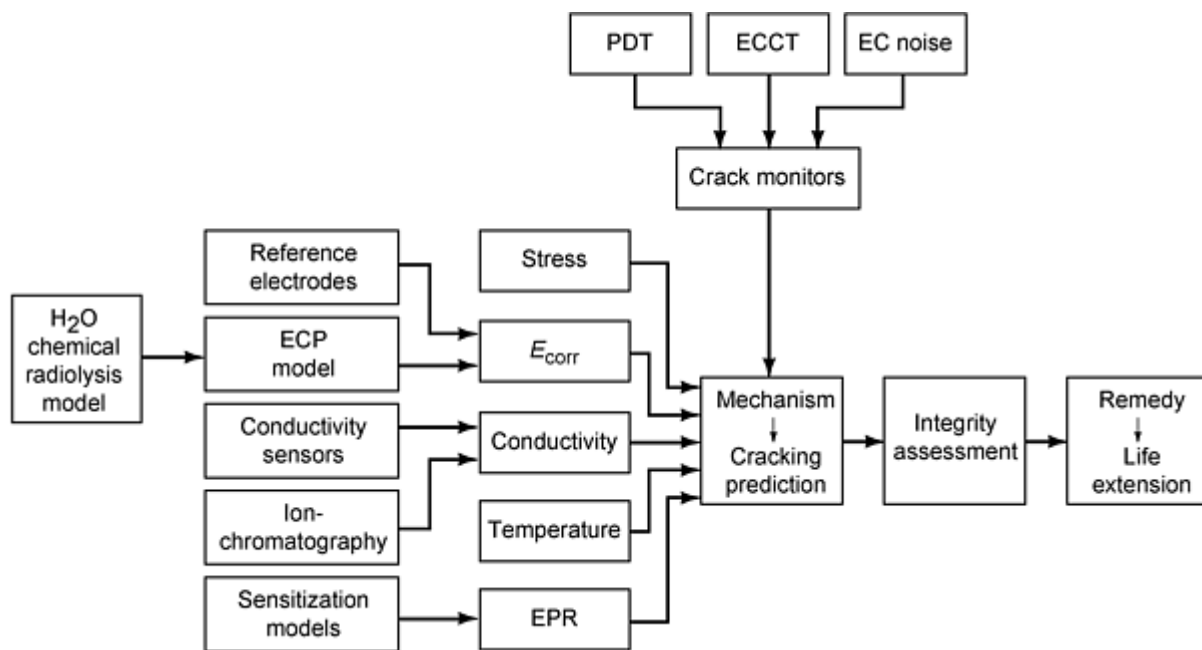 PDT
ECCT
EC noise
Crack monitors
Reference
electrodes
Stress
H₂O
chemical
radiolysis
model
ECP
model
Ecorr
Mechanism
Cracking
prediction
Integrity
assessment
Remedy
Life
extension
Conductivity
sensors
Conductivity
Ion-
chromatography
Temperature
Sensitization
models
EPR